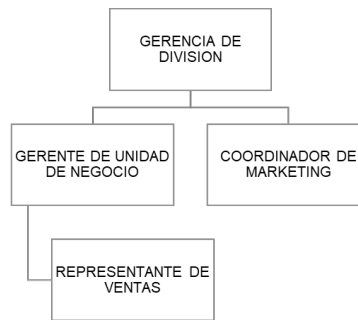 GERENCIA DE
DIVISION
GERENTE DE UNIDAD
DE NEGOCIO
COORDINADOR DE
MARKETING
REPRESENTANTE DE
VENTAS